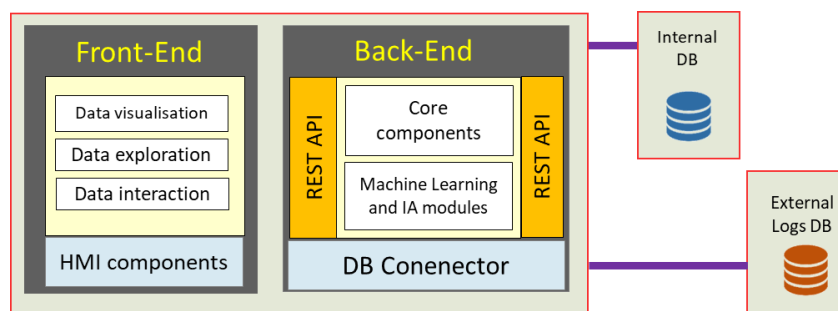 Front-End
Data visualisation
Data exploration
Data interaction
HMI components
Back-End
REST API
Core
components
Machine Learning
and IA modules
REST API
DB Conenector
Internal
DB
External
Logs DB